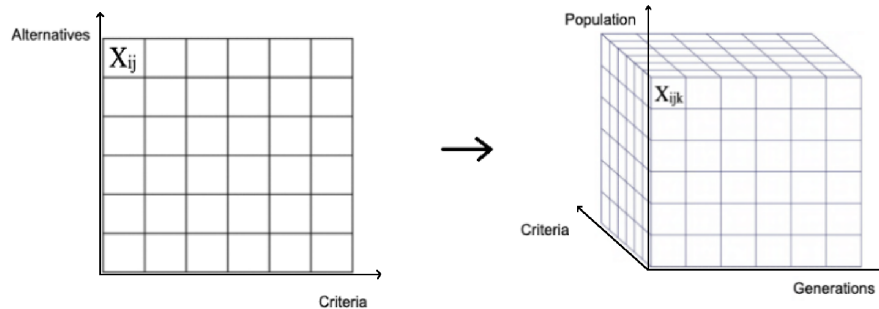 Alternatives
Xij
Criteria
Population
Xijk
Criteria
Generations